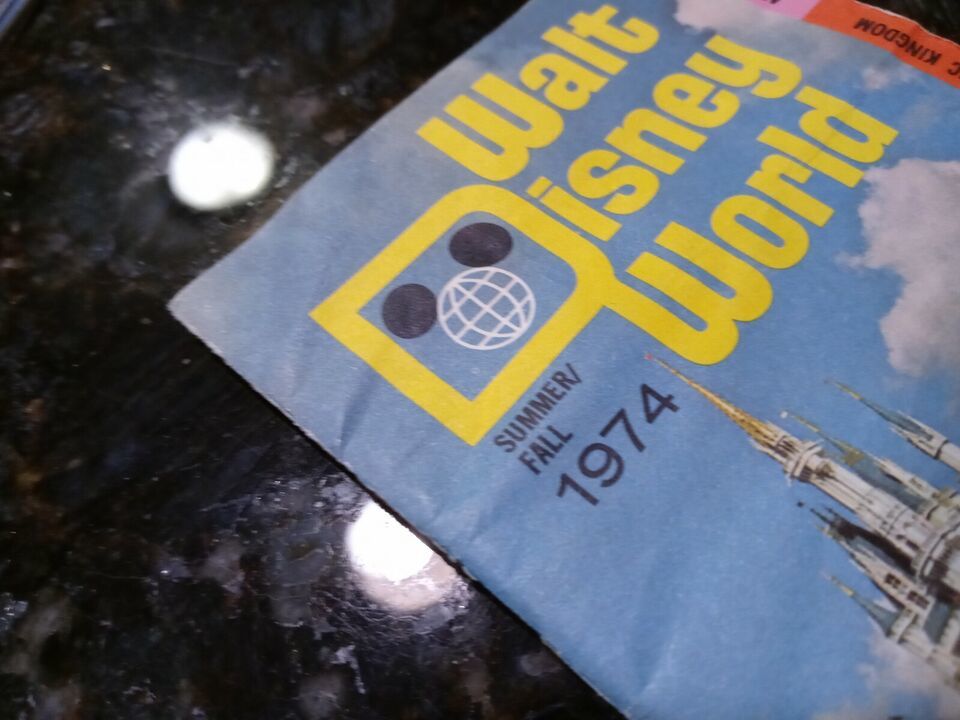 Walt
Disney
World
SUMMER/
FALL
1974
C KINGDOM